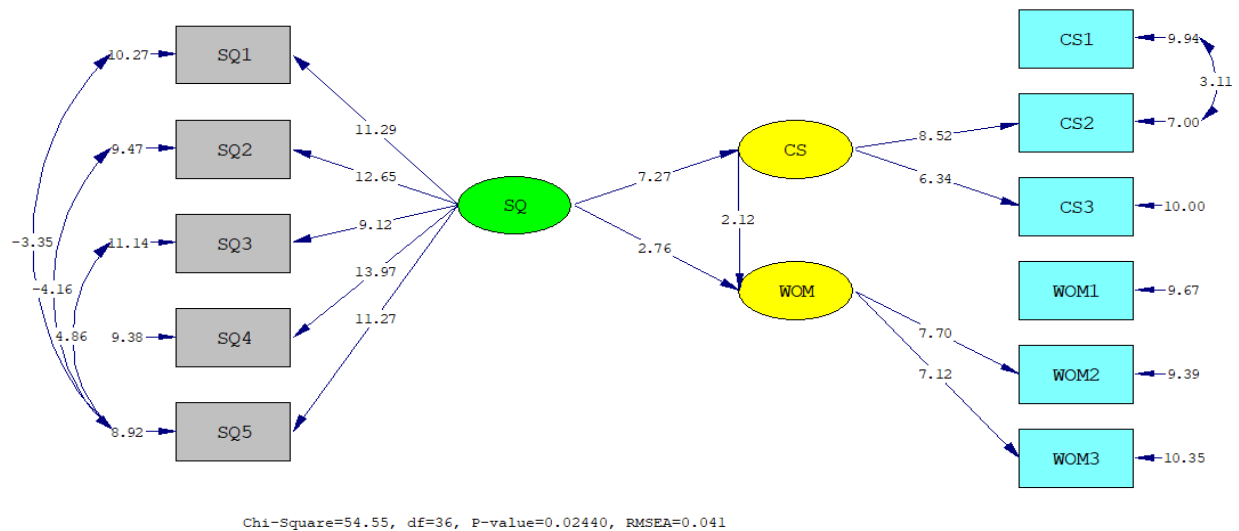 CS1
9.94
10.27
SQ1
3.11
11.29
CS2
7.00
8.52
9.47
SQ2
CS
12.65
7.27
6.34
SQ
CS3
10.00
9.12
2.12
-3.35
11.14
SQ3
2.76
13.97
-4.16
WOM
WOM1
9.67
11.27
4.86
9.38
SQ4
7.70
7.12
WOM2
9.39
8.92
SQ5
WOM3
10.35
Chi-Square=54.55, df=36, P-value=0.02440, RMSEA=0.041